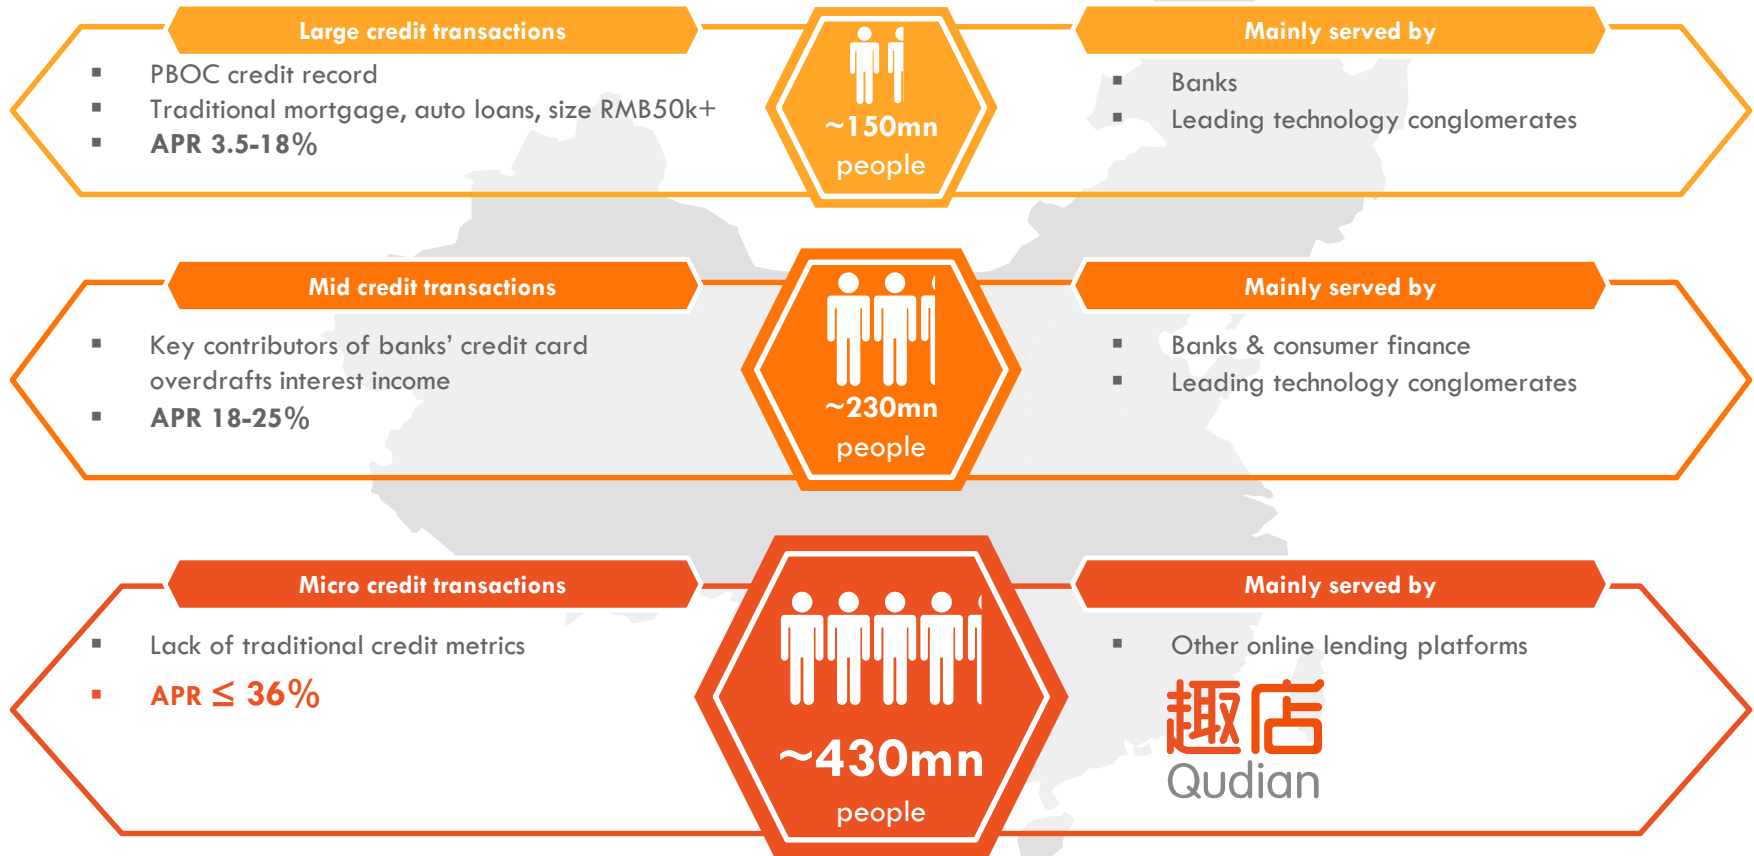 Large credit transactions
▪ PBOC credit record
▪ Traditional mortgage, auto loans, size RMB50k+
▪ APR 3.5-18%
~150mn
people
Mainly served by
▪ Banks
▪ Leading technology conglomerates
Mid credit transactions
▪ Key contributors of banks’ credit card
overdrafts interest income
▪ APR 18-25%
~230mn
people
Mainly served by
▪ Banks & consumer finance
▪ Leading technology conglomerates
Micro credit transactions
▪ Lack of traditional credit metrics
▪ APR ≤ 36%
~430mn
people
Mainly served by
▪ Other online lending platforms
趣店
Qudian